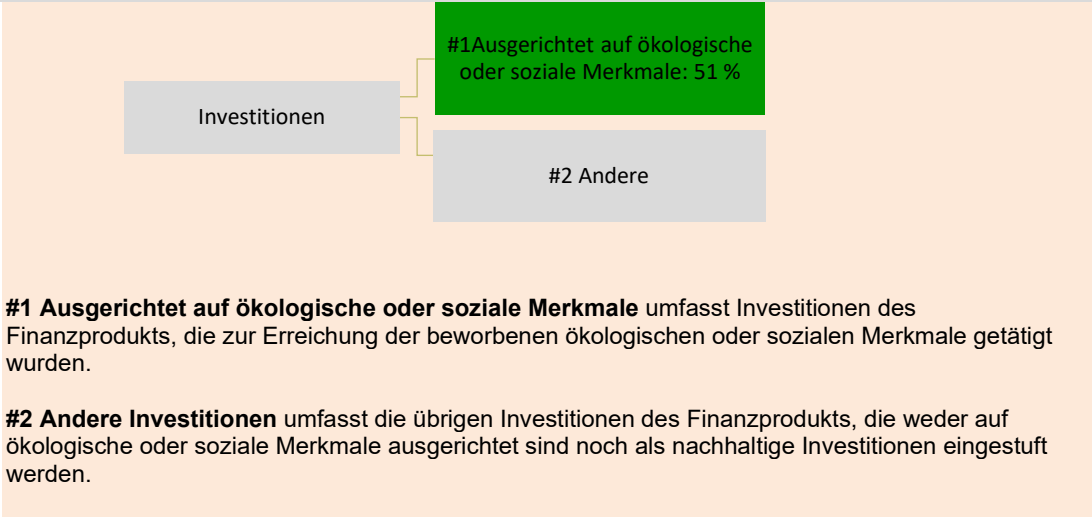 #1Ausgerichtet auf ökologische
oder soziale Merkmale: 51 %
Investitionen
#2 Andere
#1 Ausgerichtet auf ökologische oder soziale Merkmale umfasst Investitionen des
Finanzprodukts, die zur Erreichung der beworbenen ökologischen oder sozialen Merkmale getätigt
wurden.
#2 Andere Investitionen umfasst die übrigen Investitionen des Finanzprodukts, die weder auf
ökologische oder soziale Merkmale ausgerichtet sind noch als nachhaltige Investitionen eingestuft
werden.